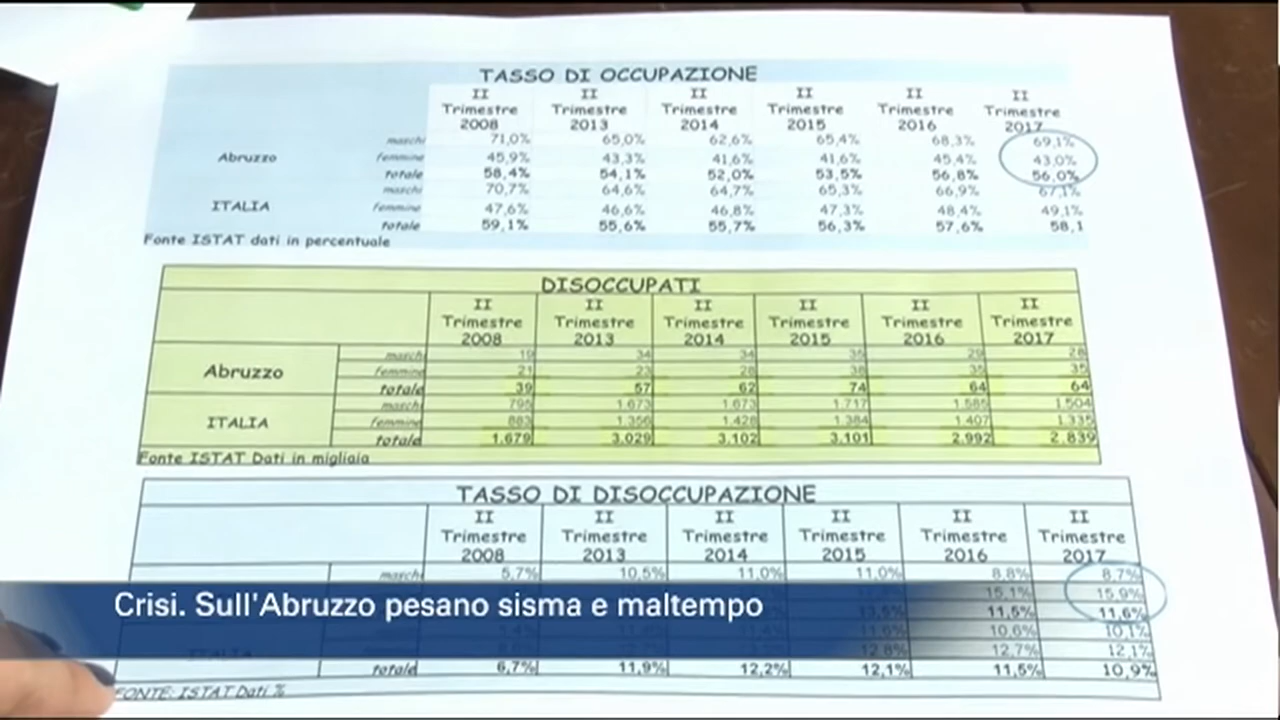 TASSO DI OCCUPAZIONE
II II II II II II
Trimestre Trimestre Trimestre Trimestre Trimestre Trimestre
2008 2013 2014 2015 2016 2017
maschi 71,0% 65,0% 62,6% 65,4% 68,3% 69,1%
Abruzzo femmine 45,9% 43,3% 41,6% 41,6% 45,4% 43,0%
totale 58,4% 54,1% 52,0% 53,5% 56,8% 56,0%
maschi 70,7% 64,6% 64,7% 65,3% 66,9% 67,1%
ITALIA femmine 47,6% 46,6% 46,8% 47,3% 48,4% 49,1%
totale 59,1% 55,6% 55,7% 56,3% 57,6% 58,1
Fonte ISTAT dati in percentuale
DISOCCUPATI
II II II II II II
Trimestre Trimestre Trimestre Trimestre Trimestre Trimestre
2008 2013 2014 2015 2016 2017
maschi 19 34 34 35 29 28
Abruzzo femmine 21 23 28 38 35 35
totale 39 57 62 74 64 64
maschi 795 1.673 1.673 1.717 1.585 1.504
ITALIA femmine 883 1.356 1.428 1.384 1.407 1.335
totale 1.679 3.029 3.102 3.101 2.992 2.839
Fonte ISTAT Dati in migliaia
TASSO DI DISOCCUPAZIONE
II II II II II II
Trimestre Trimestre Trimestre Trimestre Trimestre Trimestre
2008 2013 2014 2015 2016 2017
maschi 5,7% 10,5% 11,0% 11,0% 8,8% 8,7%
15,1% 15,9%
13,5% 11,5% 11,6%
11,6% 10,6% 10,1%
ITALIA 12,8% 12,7% 12,1%
totale 6,7% 11,9% 12,2% 12,1% 11,5% 10,9%
FONTE: ISTAT Dati %
Crisi. Sull'Abruzzo pesano sisma e maltempo